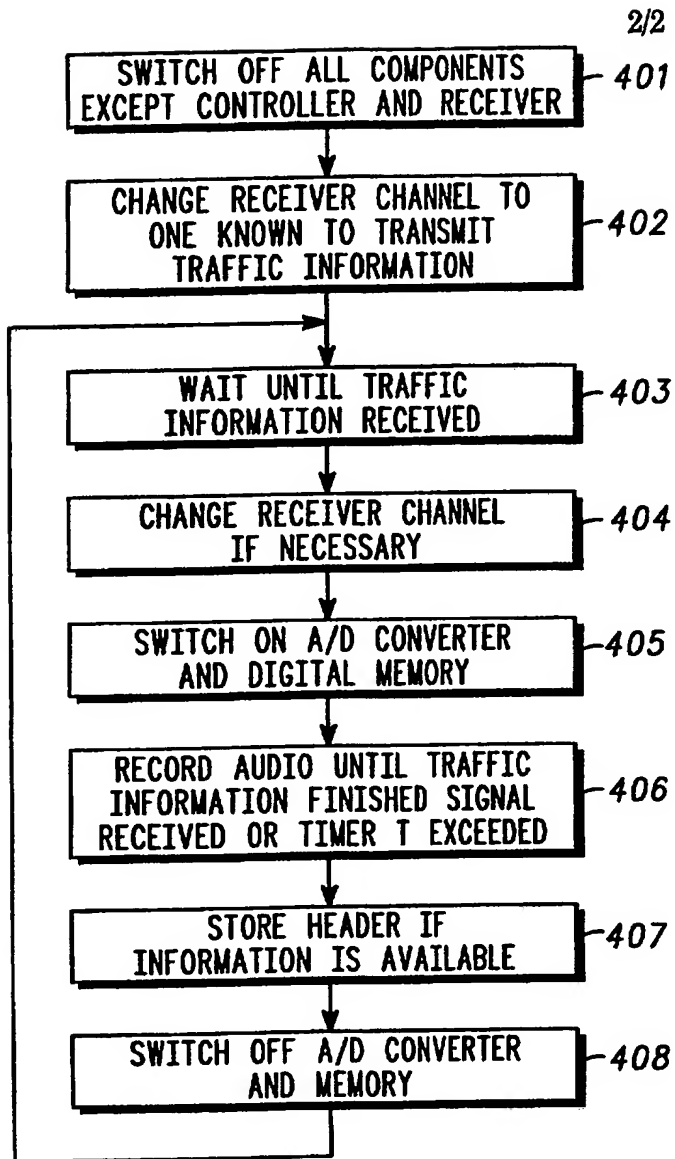 2/2
SWITCH OFF ALL COMPONENTS
EXCEPT CONTROLLER AND RECEIVER
401
CHANGE RECEIVER CHANNEL TO
ONE KNOWN TO TRANSMIT
TRAFFIC INFORMATION
402
WAIT UNTIL TRAFFIC
INFORMATION RECEIVED
403
CHANGE RECEIVER CHANNEL
IF NECESSARY
404
SWITCH ON A/D CONVERTER
AND DIGITAL MEMORY
405
RECORD AUDIO UNTIL TRAFFIC
INFORMATION FINISHED SIGNAL
RECEIVED OR TIMER T EXCEEDED
406
STORE HEADER IF
INFORMATION IS AVAILABLE
407
SWITCH OFF A/D CONVERTER
AND MEMORY
408